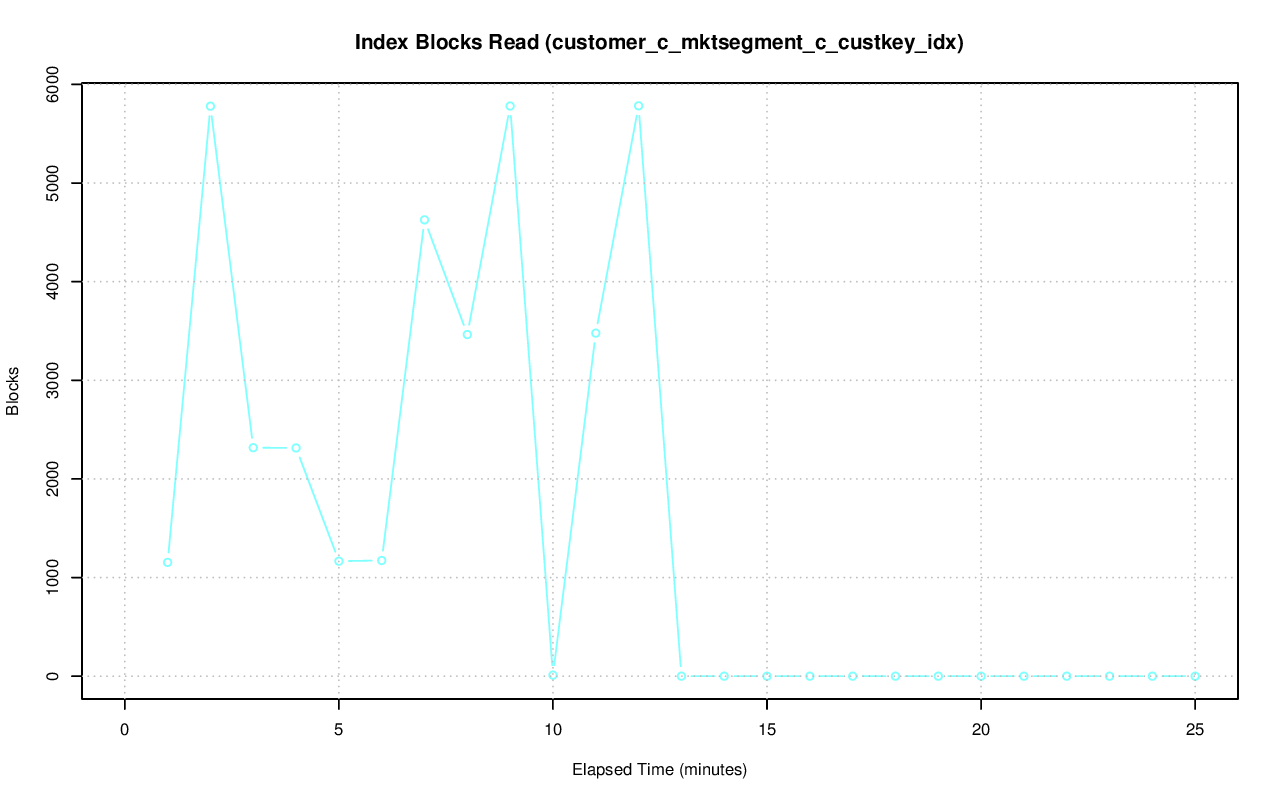 Index Blocks Read (customer_c_mktsegment_c_custkey_idx)
6000
5000
4000
3000
2000
1000
0
Blocks
0 5 10 15 20 25
Elapsed Time (minutes)